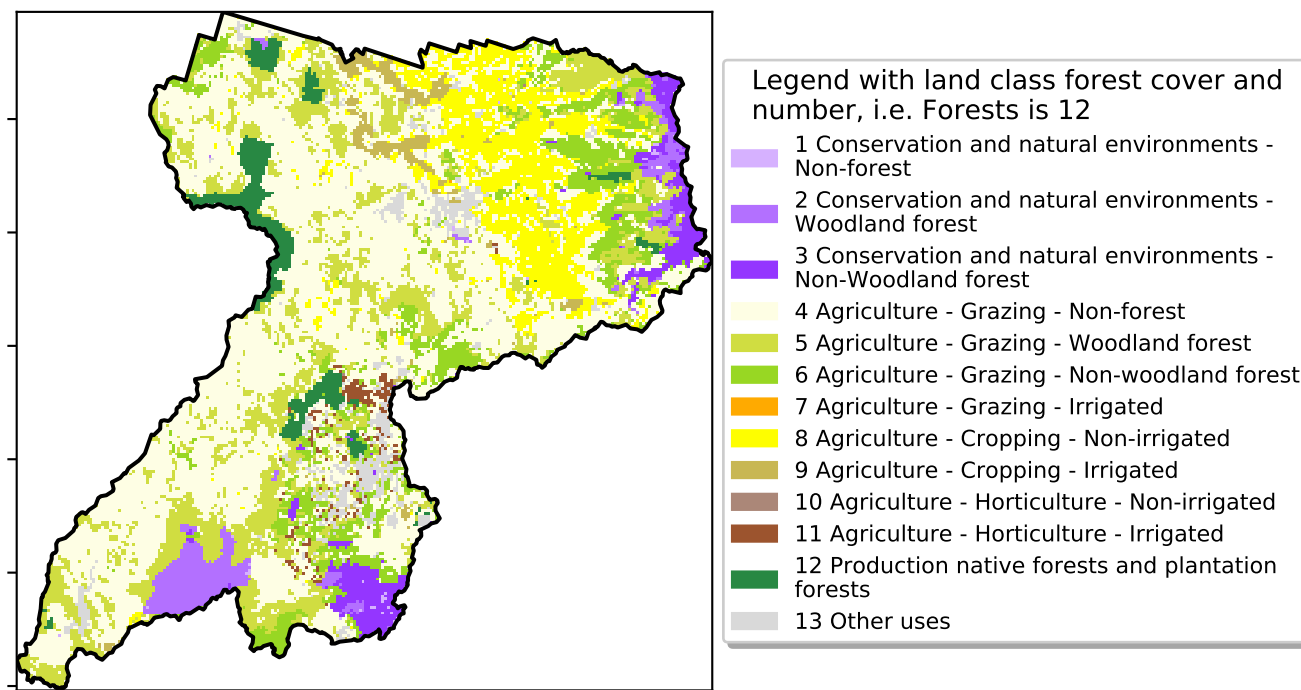 Legend with land class forest cover and
number, i.e. Forests is 12
1 Conservation and natural environments -
Non-forest
2 Conservation and natural environments -
Woodland forest
3 Conservation and natural environments -
Non-Woodland forest
4 Agriculture - Grazing - Non-forest
5 Agriculture - Grazing - Woodland forest
6 Agriculture - Grazing - Non-woodland forest
7 Agriculture - Grazing - Irrigated
8 Agriculture - Cropping - Non-irrigated
9 Agriculture - Cropping - Irrigated
10 Agriculture - Horticulture - Non-irrigated
11 Agriculture - Horticulture - Irrigated
12 Production native forests and plantation
forests
13 Other uses